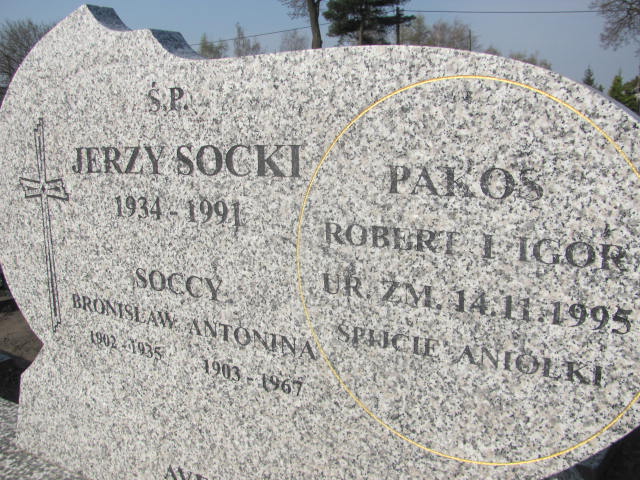 Ś.P.
JERZY SOCKI
1934 - 1991
SOCCY
BRONISŁAW ANTONINA
1902 - 1935 1903 - 1967
PAKOS
ROBERT I IGOR
UR. ZM. 14.11.1995
ŚPIJCIE ANIOŁKI